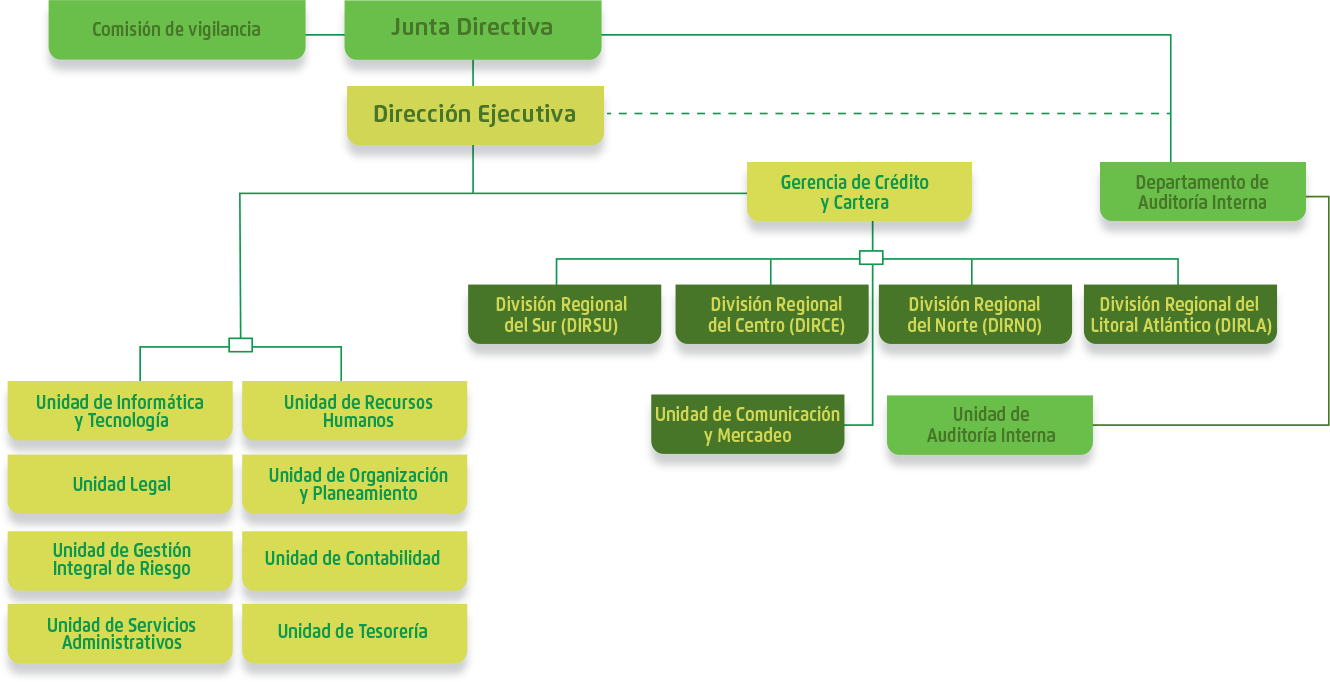 Comisión de vigilancia
Junta Directiva
Dirección Ejecutiva
Gerencia de Crédito
y Cartera
Departamento de
Auditoría Interna
División Regional
del Sur (DIRSU)
División Regional
del Centro (DIRCE)
División Regional
del Norte (DIRNO)
División Regional del
Litoral Atlántico (DIRLA)
Unidad de Comunicación
y Mercadeo
Unidad de
Auditoría Interna
Unidad de Informática
y Tecnología
Unidad de Recursos
Humanos
Unidad Legal
Unidad de Organización
y Planeamiento
Unidad de Gestión
Integral de Riesgo
Unidad de Contabilidad
Unidad de Servicios
Administrativos
Unidad de Tesorería